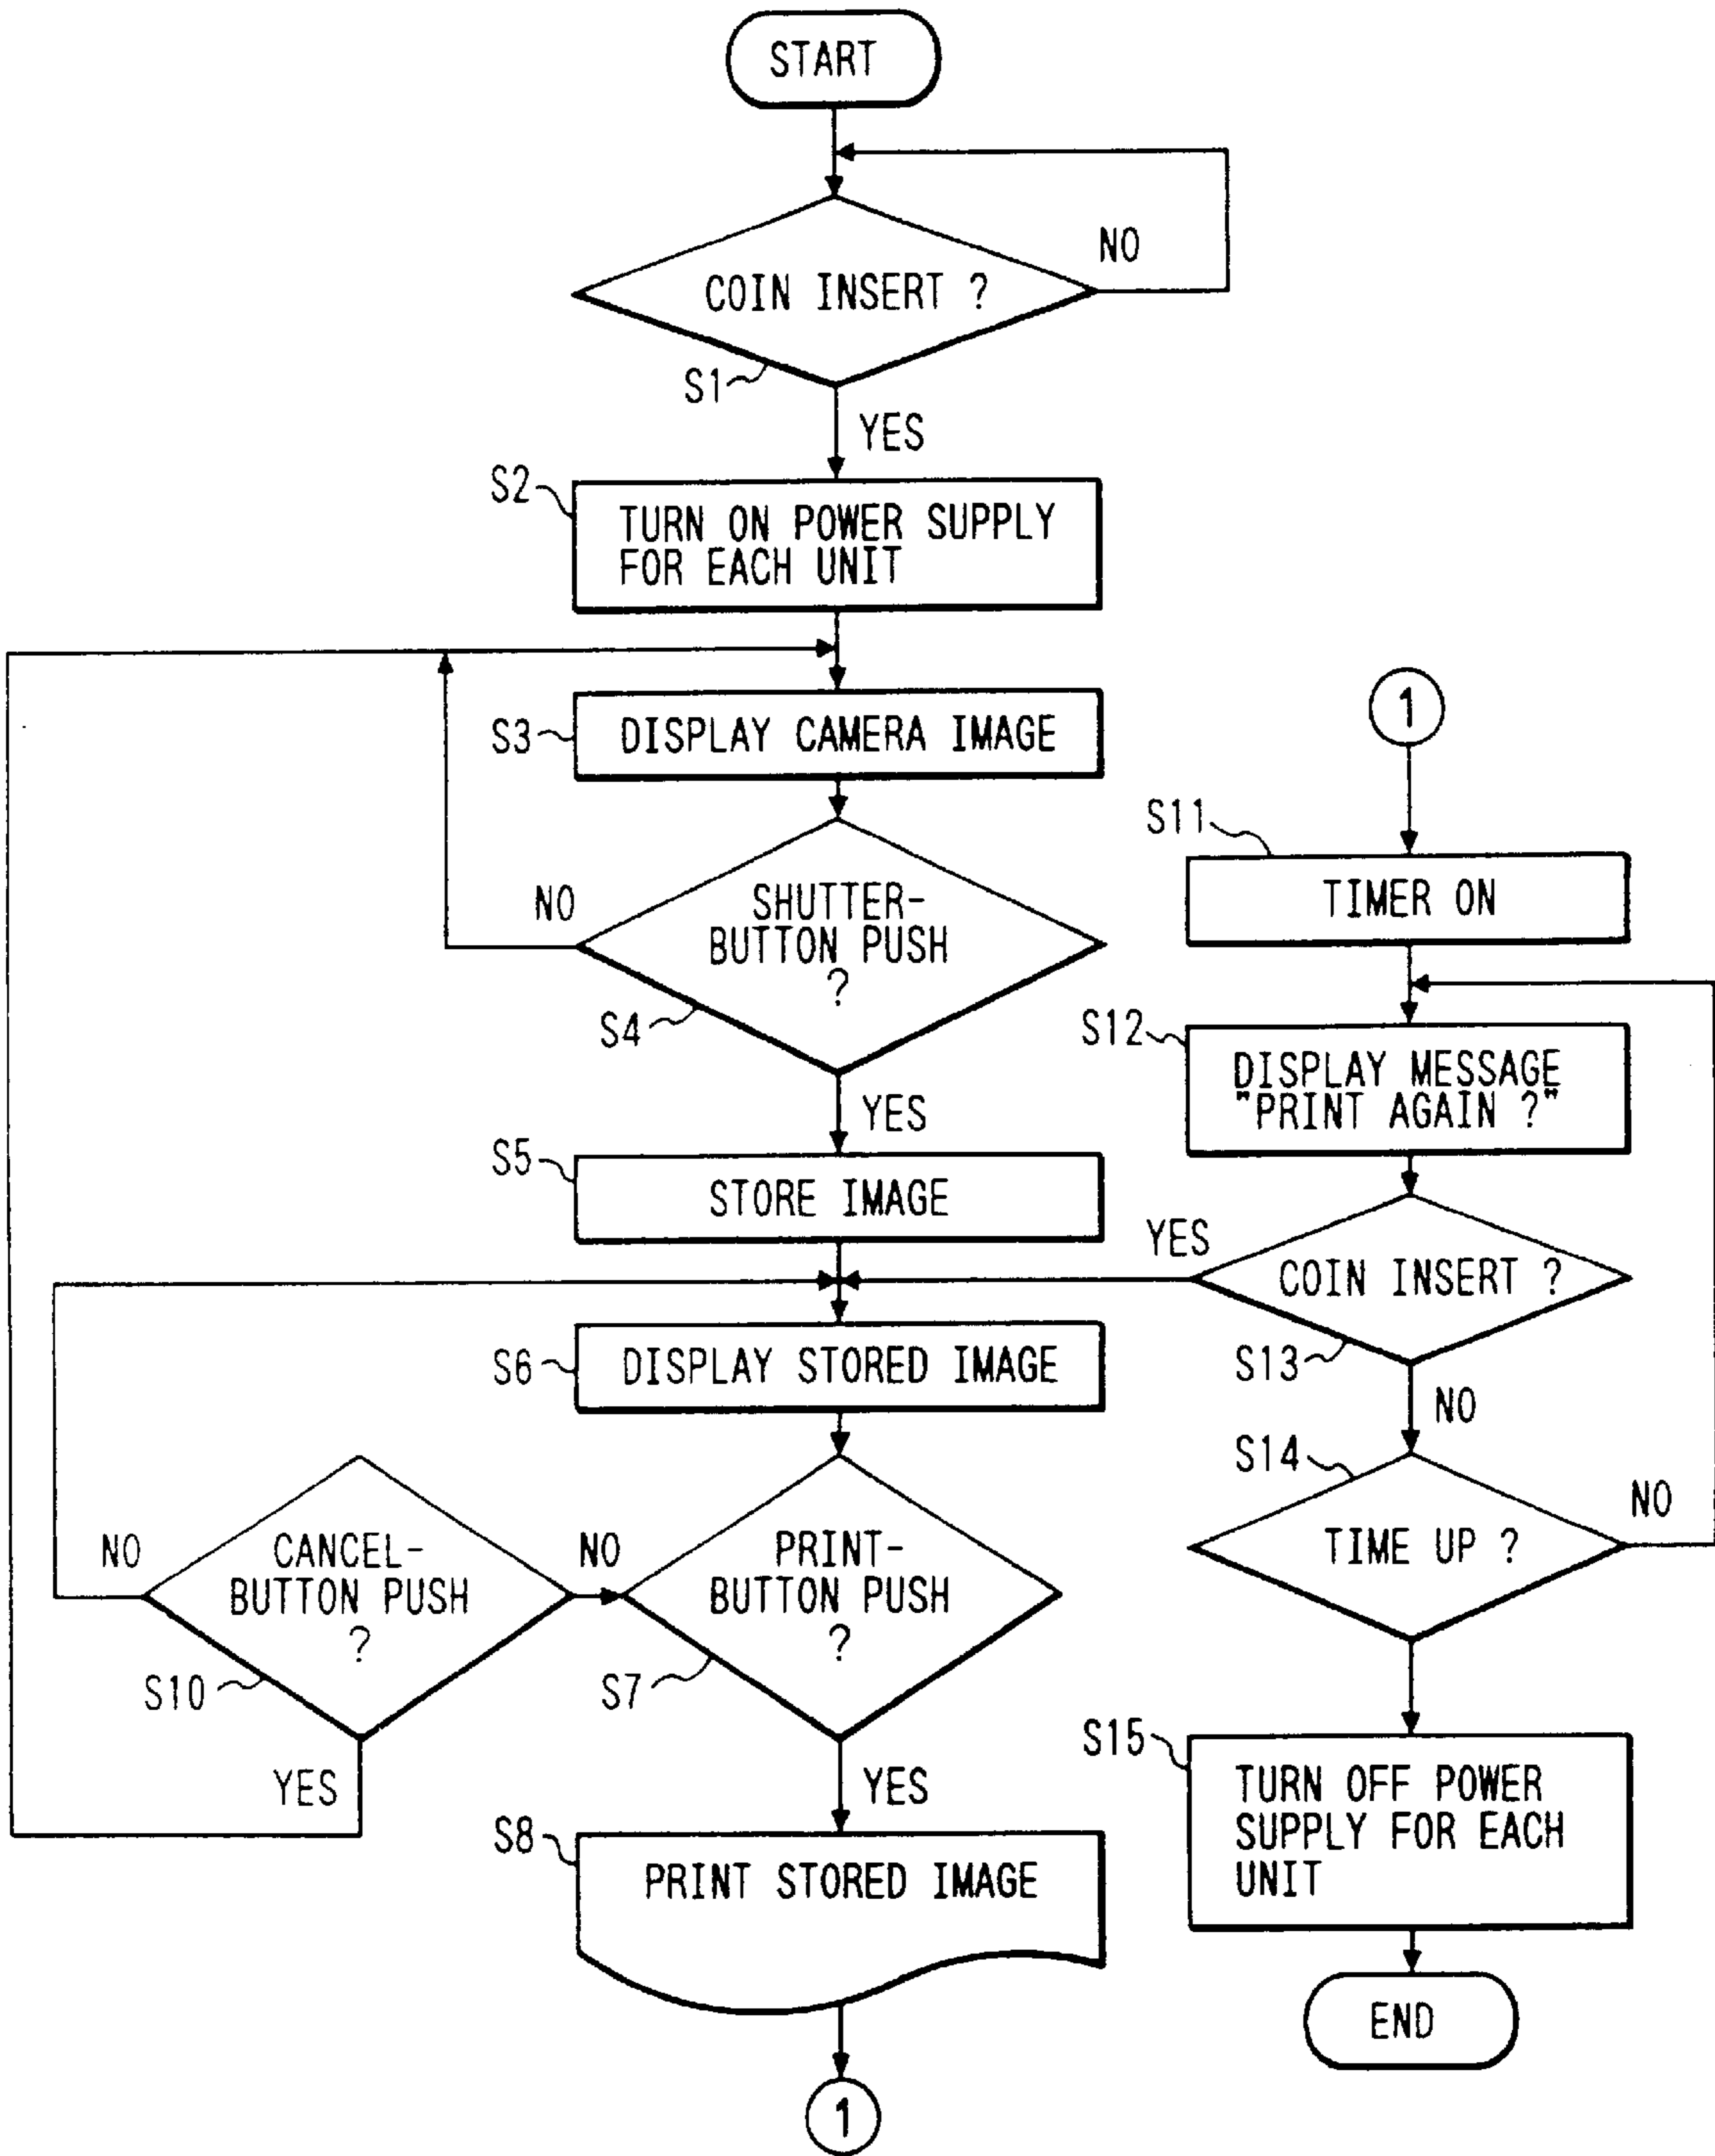 START
NO
COIN INSERT ?
S1
YES
S2
TURN ON POWER SUPPLY
FOR EACH UNIT
S3
DISPLAY CAMERA IMAGE
NO
SHUTTER-
BUTTON PUSH
?
S4
YES
S5
STORE IMAGE
S6
DISPLAY STORED IMAGE
NO
CANCEL-
BUTTON PUSH
?
S10
YES
NO
PRINT-
BUTTON PUSH
?
S7
YES
S8
PRINT STORED IMAGE
1
1
S11
TIMER ON
S12
DISPLAY MESSAGE
"PRINT AGAIN ?"
YES
COIN INSERT ?
S13
NO
S14
TIME UP ?
NO
S15
TURN OFF POWER
SUPPLY FOR EACH
UNIT
END